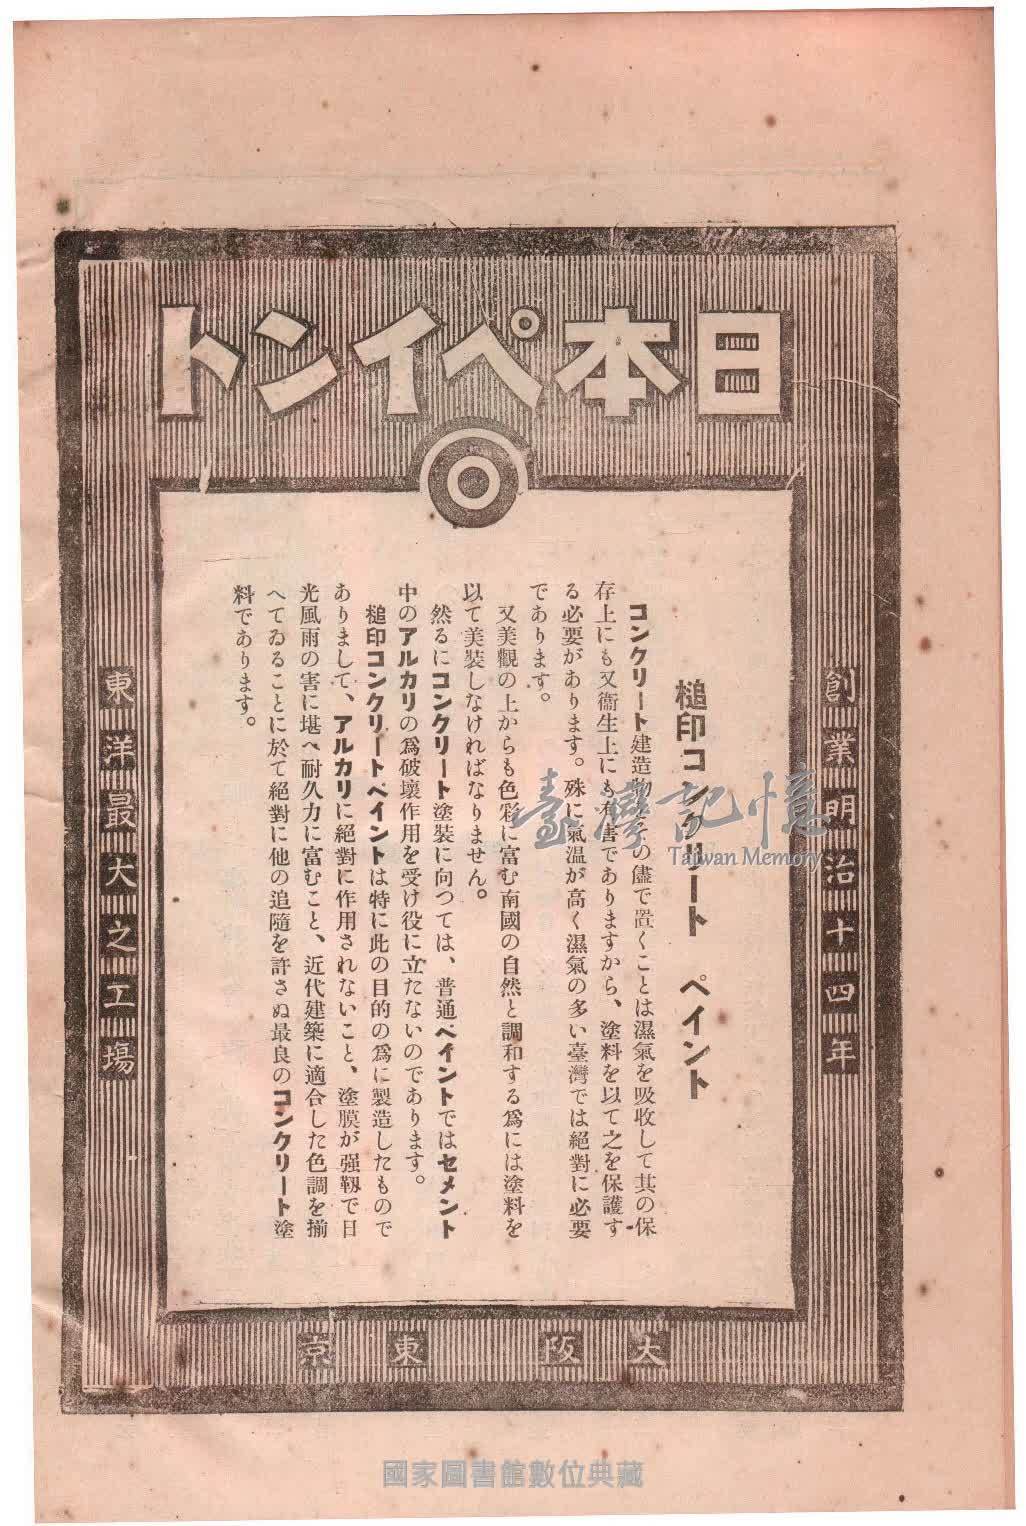 日本ペイント
創業明治十四年
槌印コンクリート ペイント
コンクリート建造物をその儘で置くことは濕氣を吸收して其の保
存上にも又衞生上にも有害でありますから、塗料を以て之を保護す
る必要があります。殊に氣温が高く濕氣の多い臺灣では絕對に必要
であります。
又美觀の上からも色彩に富む南國の自然と調和する爲には塗料を
以て美裝しなければなりません。
然るにコンクリート塗裝に向つては、普通ペイントではセメント
中のアルカリの爲破壞作用を受け役に立たないのであります。
槌印コンクリートペイントは特に此の目的の爲に製造したもので
ありまして、アルカリに絕對に作用されないこと、塗膜が强靱で日
光風雨の害に堪へ耐久力に富むこと、近代建築に適合した色調を揃
へてゐることに於て絕對に他の追隨を許さぬ最良のコンクリート塗
料であります。
東洋最大之工場
大阪 東京
臺灣記憶
Taiwan Memory
國家圖書館數位典藏